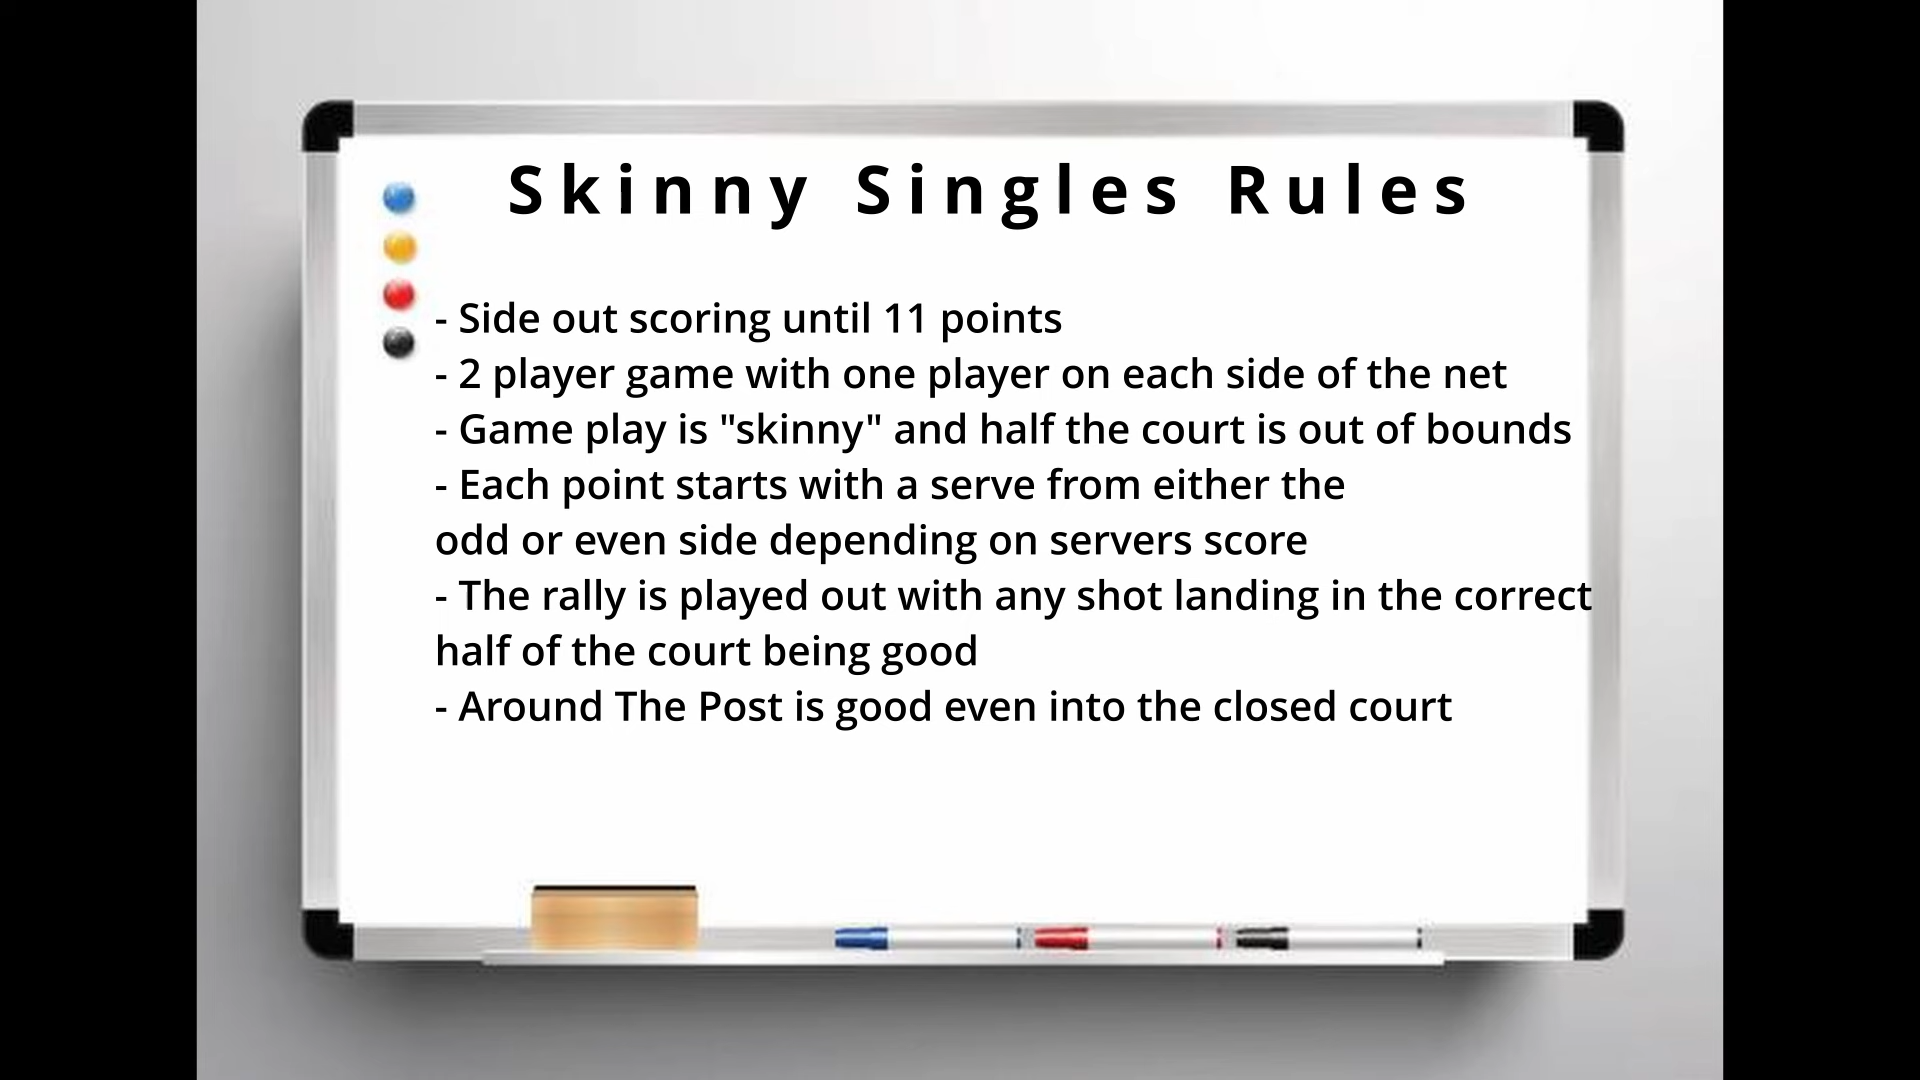 Skinny Singles Rules
- Side out scoring until 11 points
- 2 player game with one player on each side of the net
- Game play is "skinny" and half the court is out of bounds
- Each point starts with a serve from either the
odd or even side depending on servers score
- The rally is played out with any shot landing in the correct
half of the court being good
- Around The Post is good even into the closed court